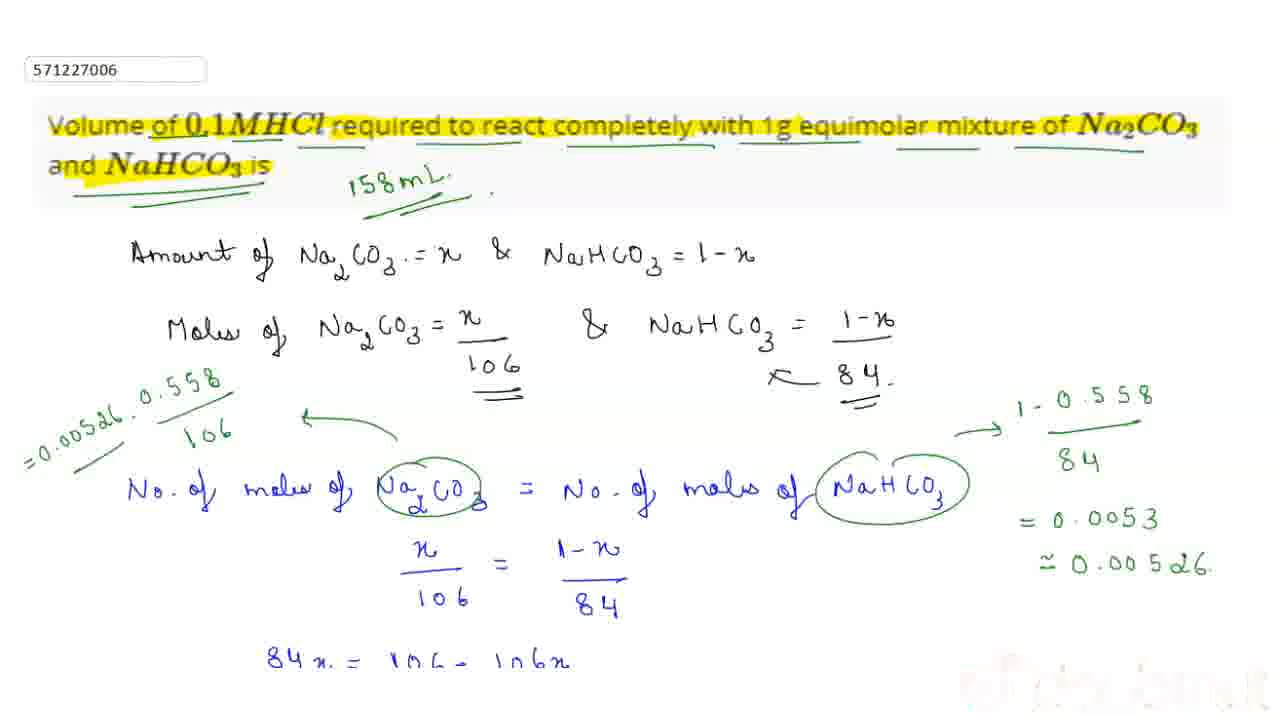 571227006
Volume of 0.1MHCl required to react completely with 1g equimolar mixture of Na₂CO₃
and NaHCO₃ is
158mL.
Amount of Na₂CO₃ = x & NaHCO₃ = 1-x
Moles of Na₂CO₃ = x/106 & NaHCO₃ = (1-x)/84.
= 0.00526. 0.558/106
1 - 0.558/84
= 0.0053
≃ 0.00526.
No. of moles of Na₂CO₃ = No. of moles of NaHCO₃
x/106 = (1-x)/84
84x = 106 - 106x